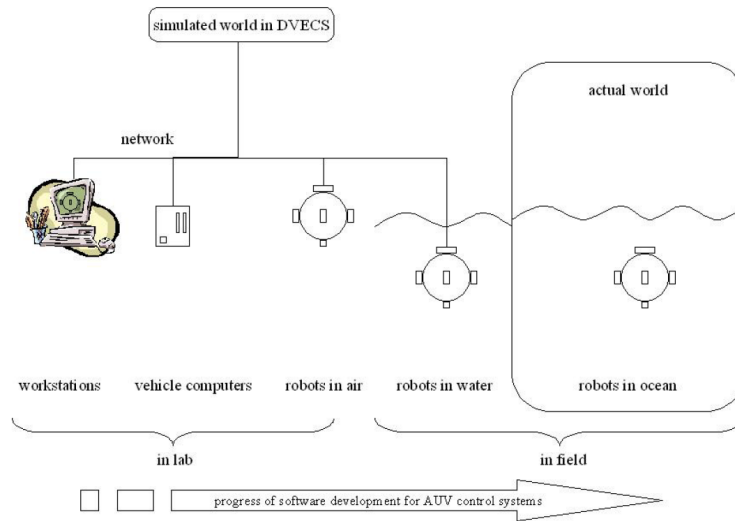 simulated world in DVECS
actual world
network
workstations
vehicle computers
robots in air
robots in water
robots in ocean
in lab
in field
progress of software development for AUV control systems